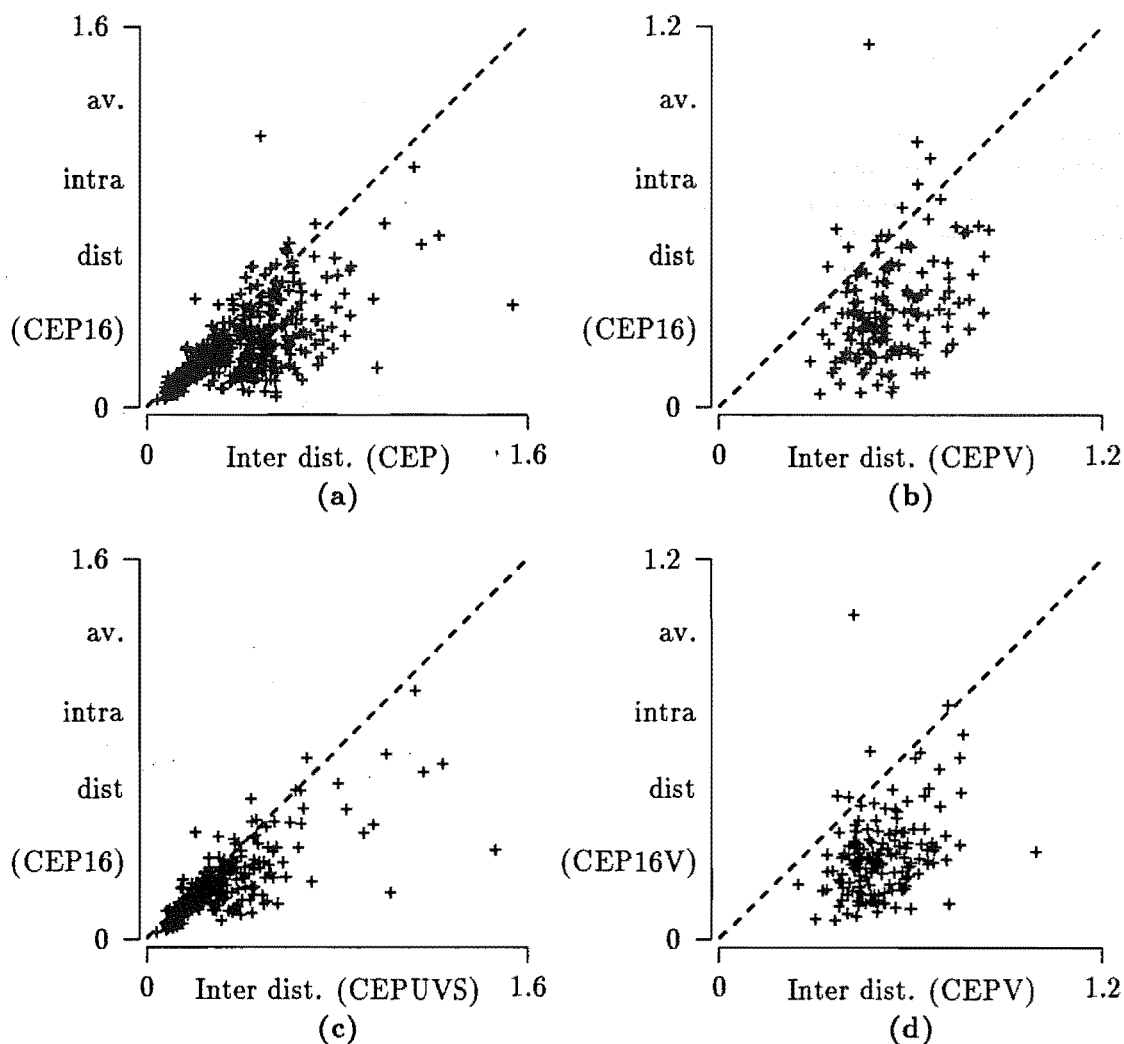 1.6
av.
intra
dist
(CEP16)
0
0
Inter dist. (CEP)
1.6
(a)
1.2
av.
intra
dist
(CEP16)
0
0
Inter dist. (CEPV)
1.2
(b)
1.6
av.
intra
dist
(CEP16)
0
0
Inter dist. (CEPUVS)
1.6
(c)
1.2
av.
intra
dist
(CEP16V)
0
0
Inter dist. (CEPV)
1.2
(d)